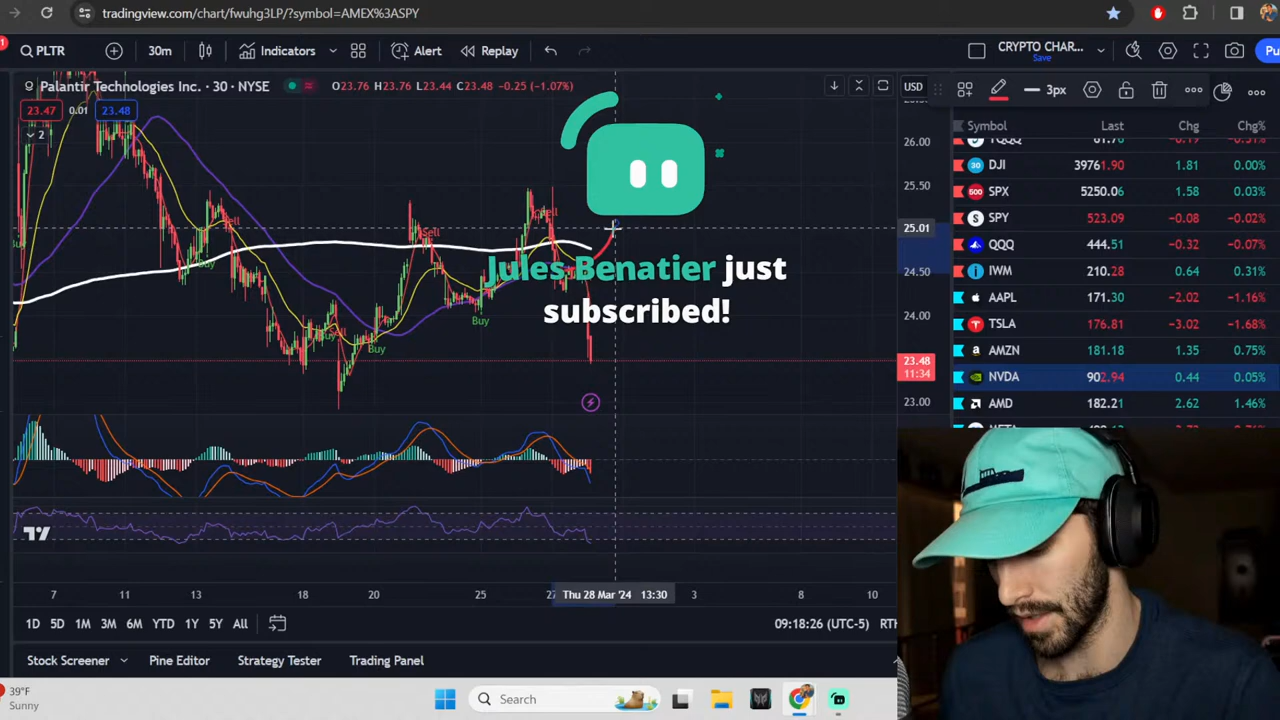 tradingview.com/chart/fwuhg3LP/?symbol=AMEX%3ASPY
1
PLTR
30m
Indicators
Alert
Replay
CRYPTO CHAR...
Save
Pu
Palantir Technologies Inc. · 30 · NYSE
O23.76 H23.76 L23.44 C23.48 -0.25 (-1.07%)
USD
3px
23.47 0.01 23.48
2
26.00
25.50
25.01
24.50
24.00
23.48
11:34
23.00
Sell
Sell
Buy
Buy
Buy
Buy
Jules Benatier just
subscribed!
Symbol Last Chg Chg%
DJI 39761.90 1.81 0.00%
SPX 5250.06 1.58 0.03%
SPY 523.09 -0.08 -0.02%
QQQ 444.51 -0.32 -0.07%
IWM 210.28 0.64 0.31%
AAPL 171.30 -2.02 -1.16%
TSLA 176.81 -3.02 -1.68%
AMZN 181.18 1.35 0.75%
NVDA 902.94 0.44 0.05%
AMD 182.21 2.62 1.46%
7 11 13 18 20 25 27 Thu 28 Mar '24 13:30 3 8 10
1D 5D 1M 3M 6M YTD 1Y 5Y All
09:18:26 (UTC-5) RTH
Stock Screener
Pine Editor
Strategy Tester
Trading Panel
39°F
Sunny
Search